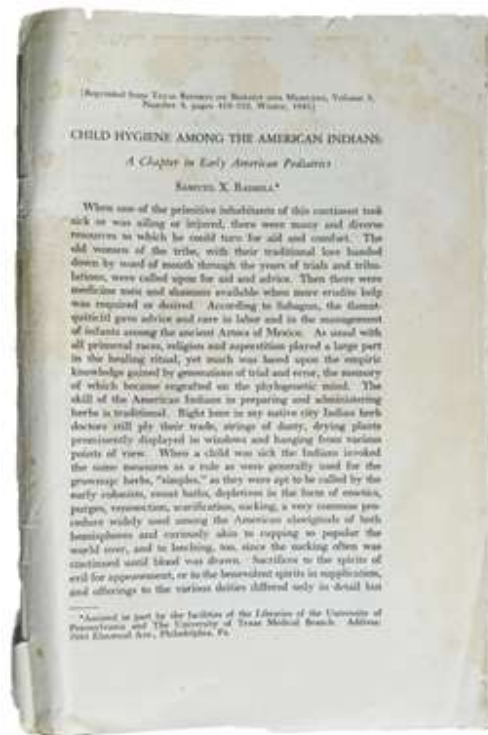 [Reprinted from TEXAS REPORTS ON BIOLOGY AND MEDICINE, Volume 3,
Number 4, pages Winter, 1945]
CHILD HYGIENE AMONG THE AMERICAN INDIANS:
A Chapter in Early American Pediatrics
SAMUEL X. RADBILL*
When one of the primitive inhabitants of this continent took
sick or was ailing or injured, there were many and diverse
resources to which he could turn for aid and comfort. The
old women of the tribe, with their traditional lore handed
down by word of mouth through the years of trials and tribu-
lations, were called upon for aid and advice. Then there were
medicine men and shamans available when more erudite help
was required or desired. According to Sahagun, the
gave advice and care in labor and in the management
of infants among the ancient Aztecs of Mexico. As usual with
all primeval races, religion and superstition played a large part
in the healing ritual, yet much was based upon the empiric
knowledge gained by generations of trial and error, the memory
of which became engrafted on the phylogenetic mind. The
skill of the American Indians in preparing and administering
herbs is traditional. Right here in my native city Indian herb
doctors still ply their trade, strings of dusty, drying plants
prominently displayed in windows and hanging from various
points of view. When a child was sick the Indians invoked
the same measures as a rule as were generally used for the
grownup: herbs, "simples," as they were apt to be called by the
early colonists, sweat baths, depletives in the form of emetics,
purges, venesection, scarification, sucking, a very common pro-
cedure widely used among the American aboriginals of both
hemispheres and curiously akin to cupping so popular the
world over, and to leeching, too, since the sucking often was
continued until blood was drawn. Sacrifices to the spirits of
evil for appeasement, or to the benevolent spirits in supplication,
and offerings to the various deities differed only in detail but
*Assisted in part by the facilities of the Libraries of the University of
Pennsylvania and The University of Texas Medical Branch. Address:
Elmwood Ave., Philadelphia, Pa.